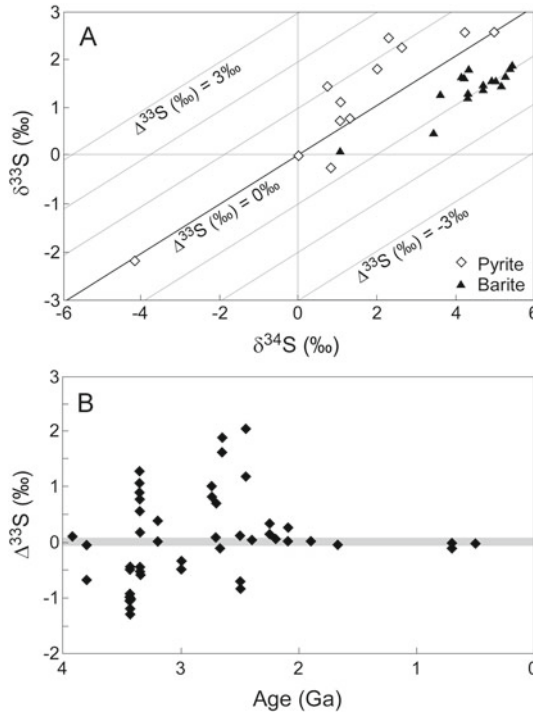 A
3
2
1
0
-1
-2
3
δ³³S (‰)
Δ³³S (‰) = 3‰
Δ³³S (‰) = 0‰
Δ³³S (‰) = -3‰
Pyrite
Barite
-6 -4 -2 0 2 4 6
δ³⁴S (‰)
B
3
2
1
0
-1
-2
Δ³³S (‰)
4 3 2 1 0
Age (Ga)